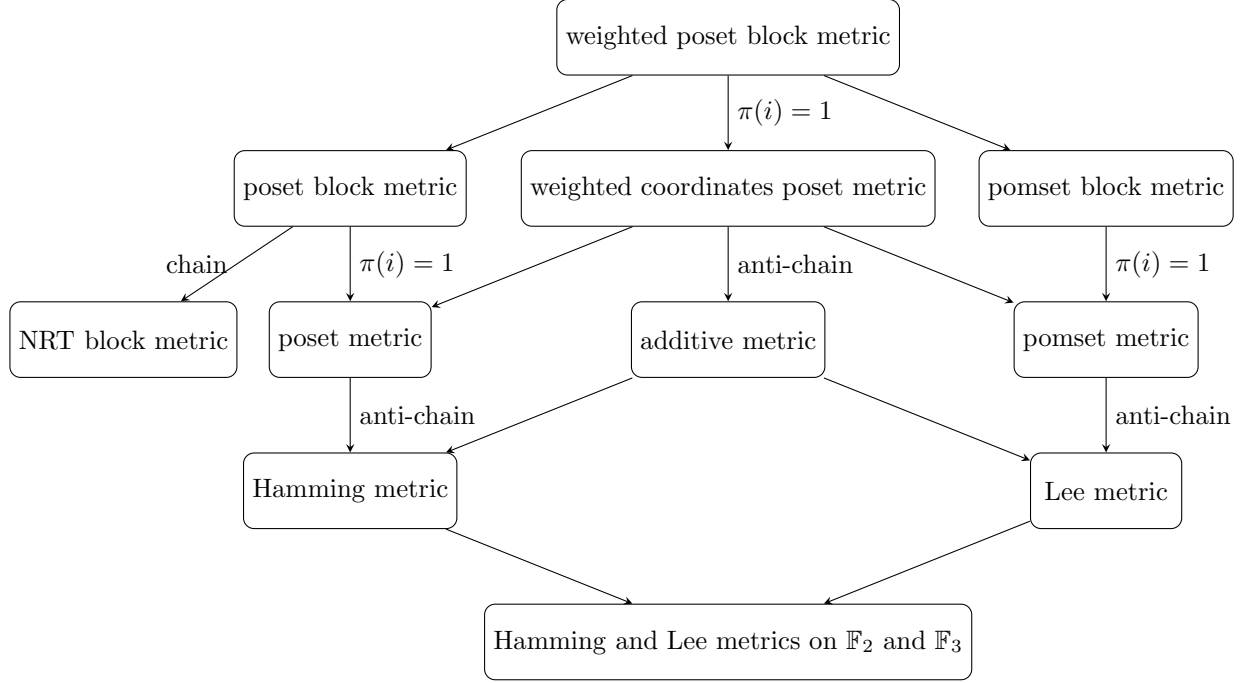 weighted poset block metric
π(i) = 1
poset block metric
weighted coordinates poset metric
pomset block metric
chain
π(i) = 1
anti-chain
π(i) = 1
NRT block metric
poset metric
additive metric
pomset metric
anti-chain
anti-chain
Hamming metric
Lee metric
Hamming and Lee metrics on 𝔽₂ and 𝔽₃